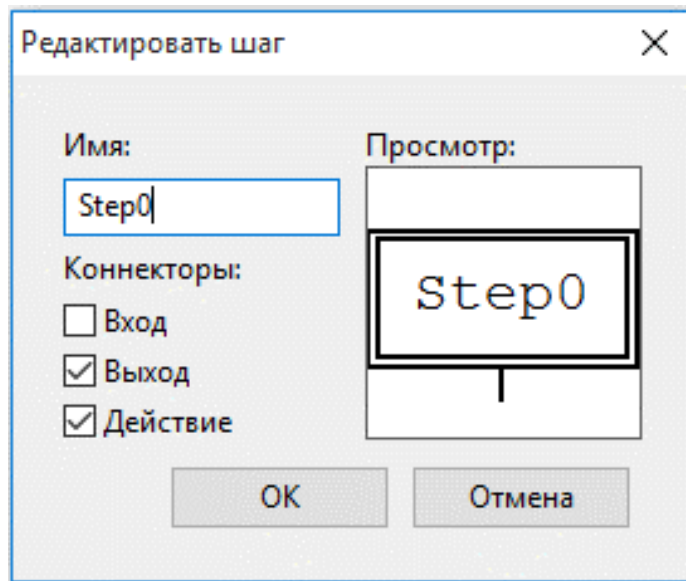 Редактировать шаг
Имя:
Просмотр:
Step0
Step0
Коннекторы:
Вход
Выход
Действие
OK
Отмена